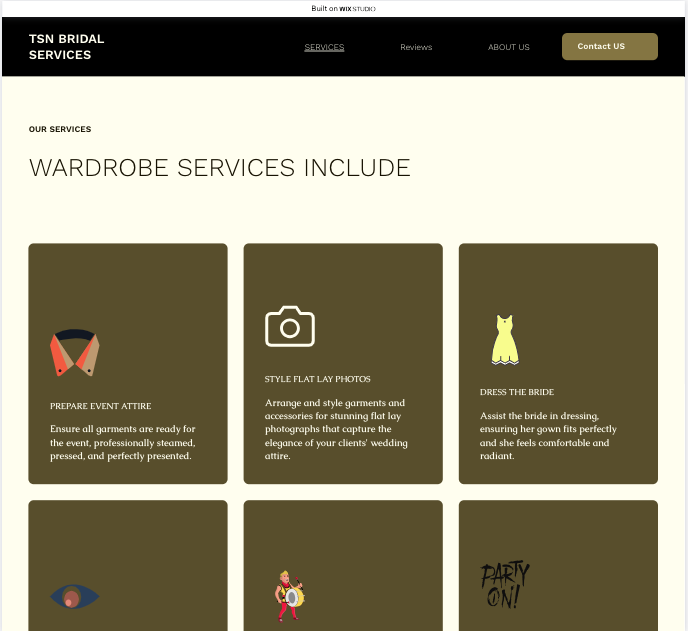 Built on WIX STUDIO
TSN BRIDAL
SERVICES
SERVICES
Reviews
ABOUT US
Contact US
OUR SERVICES
WARDROBE SERVICES INCLUDE
PREPARE EVENT ATTIRE
Ensure all garments are ready for
the event, professionally steamed,
pressed, and perfectly presented.
STYLE FLAT LAY PHOTOS
Arrange and style garments and
accessories for stunning flat lay
photographs that capture the
elegance of your clients' wedding
attire.
DRESS THE BRIDE
Assist the bride in dressing,
ensuring her gown fits perfectly
and she feels comfortable and
radiant.
PARTY
ON!